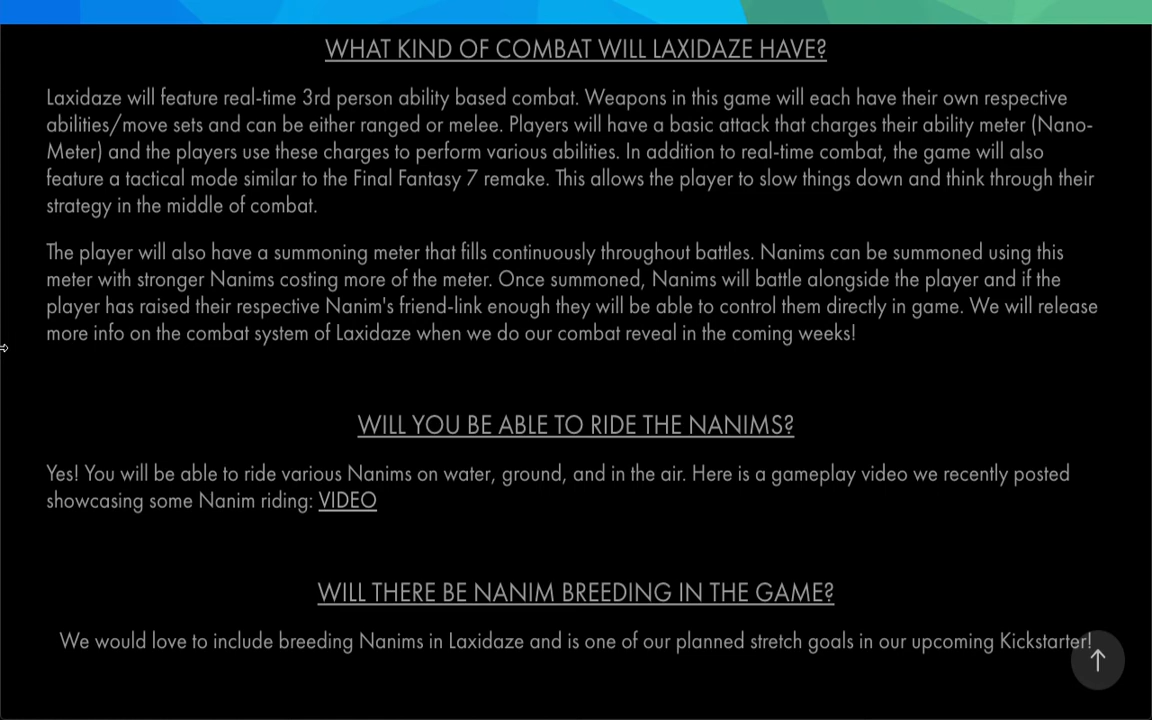 WHAT KIND OF COMBAT WILL LAXIDAZE HAVE?
Laxidaze will feature real-time 3rd person ability based combat. Weapons in this game will each have their own respective
abilities/move sets and can be either ranged or melee. Players will have a basic attack that charges their ability meter (Nano-
Meter) and the players use these charges to perform various abilities. In addition to real-time combat, the game will also
feature a tactical mode similar to the Final Fantasy 7 remake. This allows the player to slow things down and think through their
strategy in the middle of combat.
The player will also have a summoning meter that fills continuously throughout battles. Nanims can be summoned using this
meter with stronger Nanims costing more of the meter. Once summoned, Nanims will battle alongside the player and if the
player has raised their respective Nanim's friend-link enough they will be able to control them directly in game. We will release
more info on the combat system of Laxidaze when we do our combat reveal in the coming weeks!
WILL YOU BE ABLE TO RIDE THE NANIMS?
Yes! You will be able to ride various Nanims on water, ground, and in the air. Here is a gameplay video we recently posted
showcasing some Nanim riding: VIDEO
WILL THERE BE NANIM BREEDING IN THE GAME?
We would love to include breeding Nanims in Laxidaze and is one of our planned stretch goals in our upcoming Kickstarter!